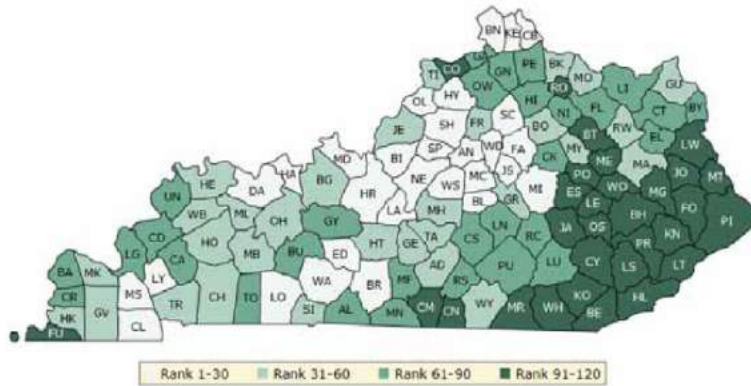 BN KE CB
TI CO GA GN PE BK MO GU
OW RO LI
OL HY HI NI FL CT BY
JE SH FR SC BO RW EL
MD BI SP AN WD FA BT MY MA LW
HA NE JS CK ME JO MT
UN HE DA BG HR WS MC MI PO WO MG
WB ML OH LA BL GR ES LE FO PI
CD GY MH JA OS BH KN
LG HO BU HT GE TA CS LN RC PR
CA MB ED AD CY LS LT
BA MK LY WA PU LU
CR MS CH TO BR MF RS KO HL
HK GV TR LO SI AL MN CM CN WY MR WH BE
FU CL
Rank 1-30 Rank 31-60 Rank 61-90 Rank 91-120